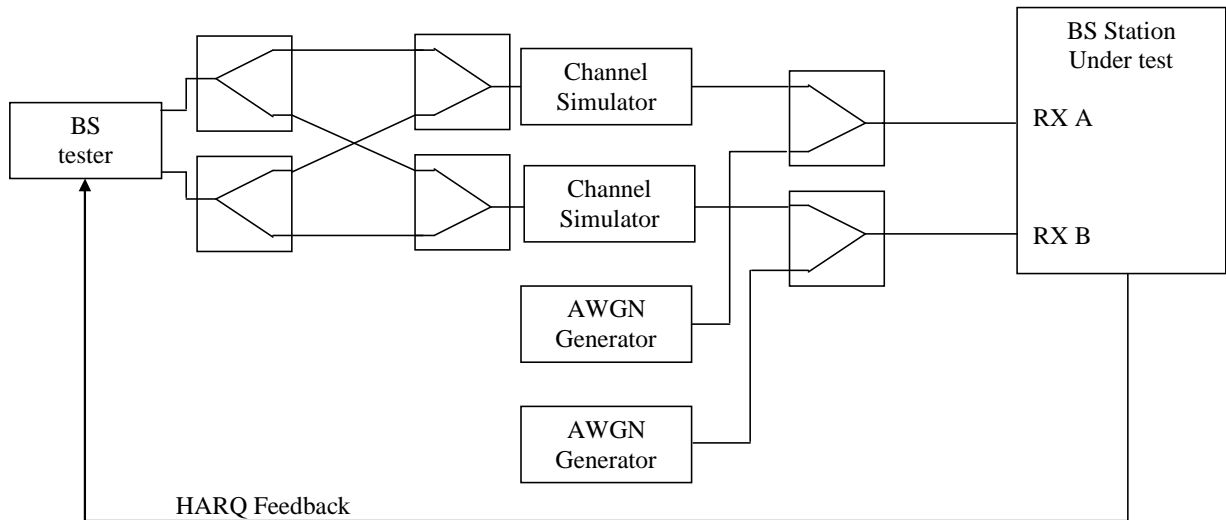 BS Station
Under test
Channel
Simulator
RX A
BS
tester
Channel
Simulator
RX B
AWGN
Generator
AWGN
Generator
HARQ Feedback